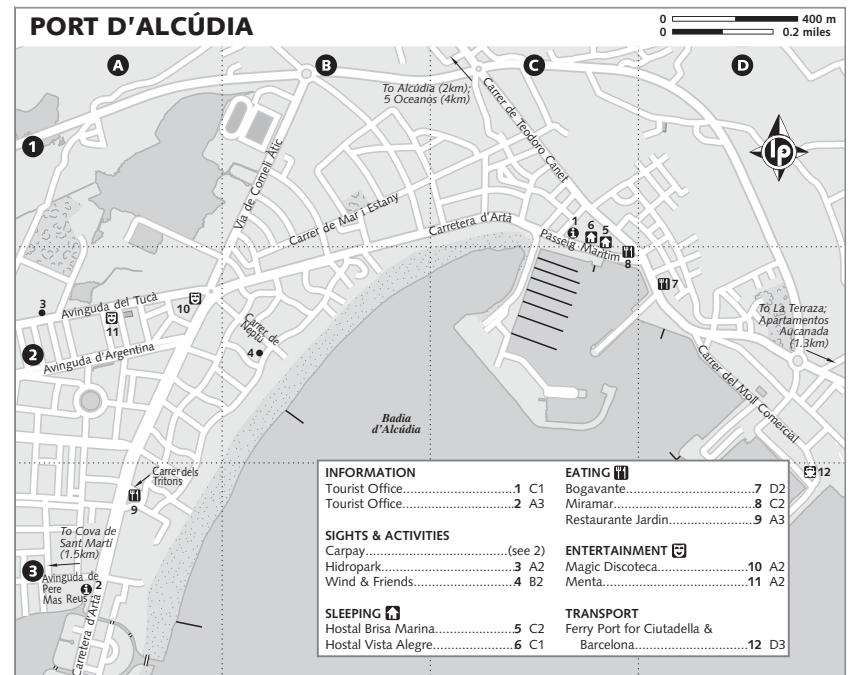 PORT D'ALCÚDIA
0 400 m
0 0.2 miles
A
B
C
D
To Alcúdia (2km);
5 Oceanos (4km)
Carrer de Teodoro Canet
1
lp
Via de Corneli Àtic
Carrer de Mar i Estany
Carretera d'Artà
Passeig Marítim
1
6
5
8
7
3
Avinguda del Tucà
10
11
Carrer de
Neptú
4
To La Terraza;
Apartamentos
Aucanada
(1.3km)
2
Avinguda d'Argentina
Carrer del Moll Comercial
Badia
d'Alcúdia
Carrer dels
Tritons
9
12
To Cova de
Sant Martí
(1.5km)
3
Avinguda de
Pere
Mas Reus
2
Carretera d'Artà
INFORMATION
Tourist Office 1 C1
Tourist Office 2 A3
SIGHTS & ACTIVITIES
Carpay (see 2)
Hidropark 3 A2
Wind & Friends 4 B2
SLEEPING
Hostal Brisa Marina 5 C2
Hostal Vista Alegre 6 C1
EATING
Bogavante 7 D2
Miramar 8 C2
Restaurante Jardin 9 A3
ENTERTAINMENT
Magic Discoteca 10 A2
Menta 11 A2
TRANSPORT
Ferry Port for Ciutadella &
Barcelona 12 D3